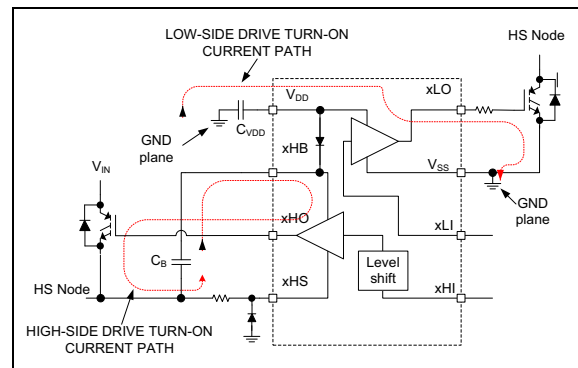 LOW-SIDE DRIVE TURN-ON
CURRENT PATH
HS Node
VDD
xLO
CVDD
GND
plane
xHB
VSS
GND
plane
VIN
xHO
xLI
CB
Level
shift
HS Node
xHS
xHI
HIGH-SIDE DRIVE TURN-ON
CURRENT PATH